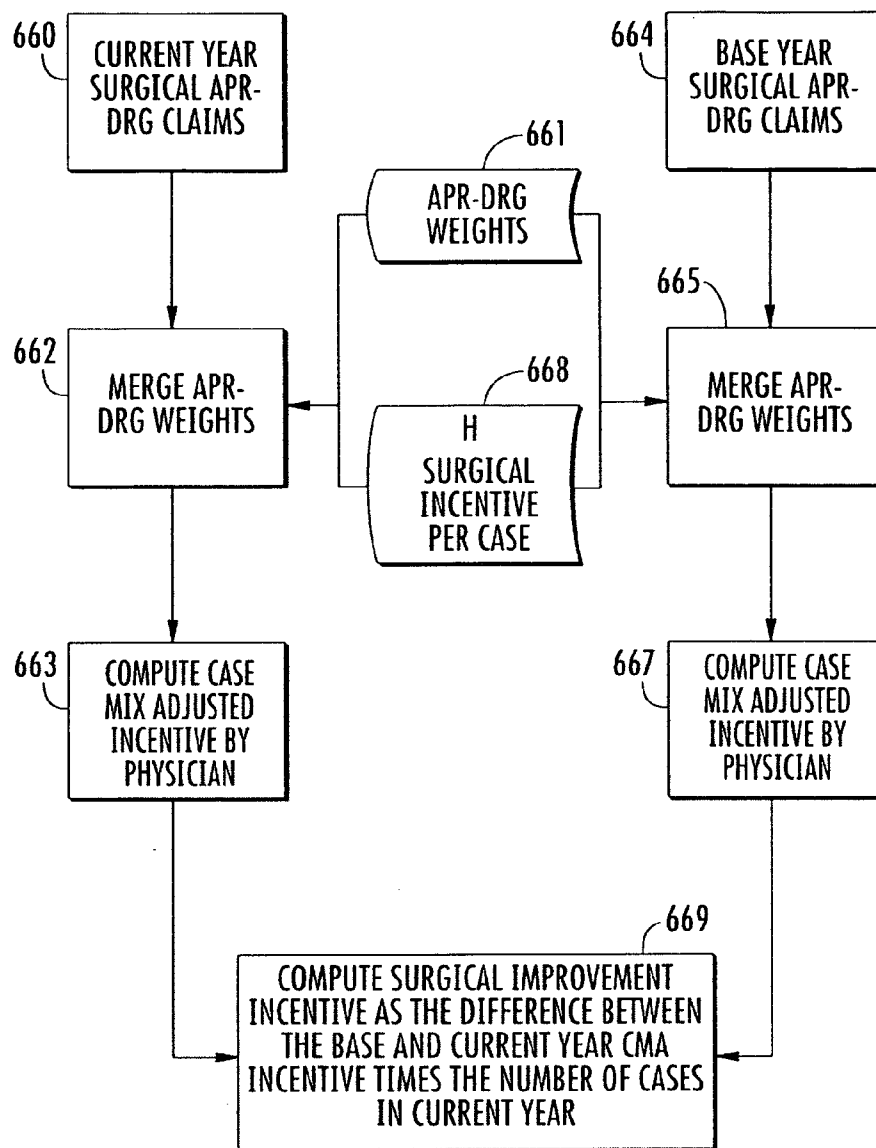 660
CURRENT YEAR
SURGICAL APR-
DRG CLAIMS
664
BASE YEAR
SURGICAL APR-
DRG CLAIMS
661
APR-DRG
WEIGHTS
662
MERGE APR-
DRG WEIGHTS
668
H
SURGICAL
INCENTIVE
PER CASE
665
MERGE APR-
DRG WEIGHTS
663
COMPUTE CASE
MIX ADJUSTED
INCENTIVE BY
PHYSICIAN
667
COMPUTE CASE
MIX ADJUSTED
INCENTIVE BY
PHYSICIAN
669
COMPUTE SURGICAL IMPROVEMENT
INCENTIVE AS THE DIFFERENCE BETWEEN
THE BASE AND CURRENT YEAR CMA
INCENTIVE TIMES THE NUMBER OF CASES
IN CURRENT YEAR